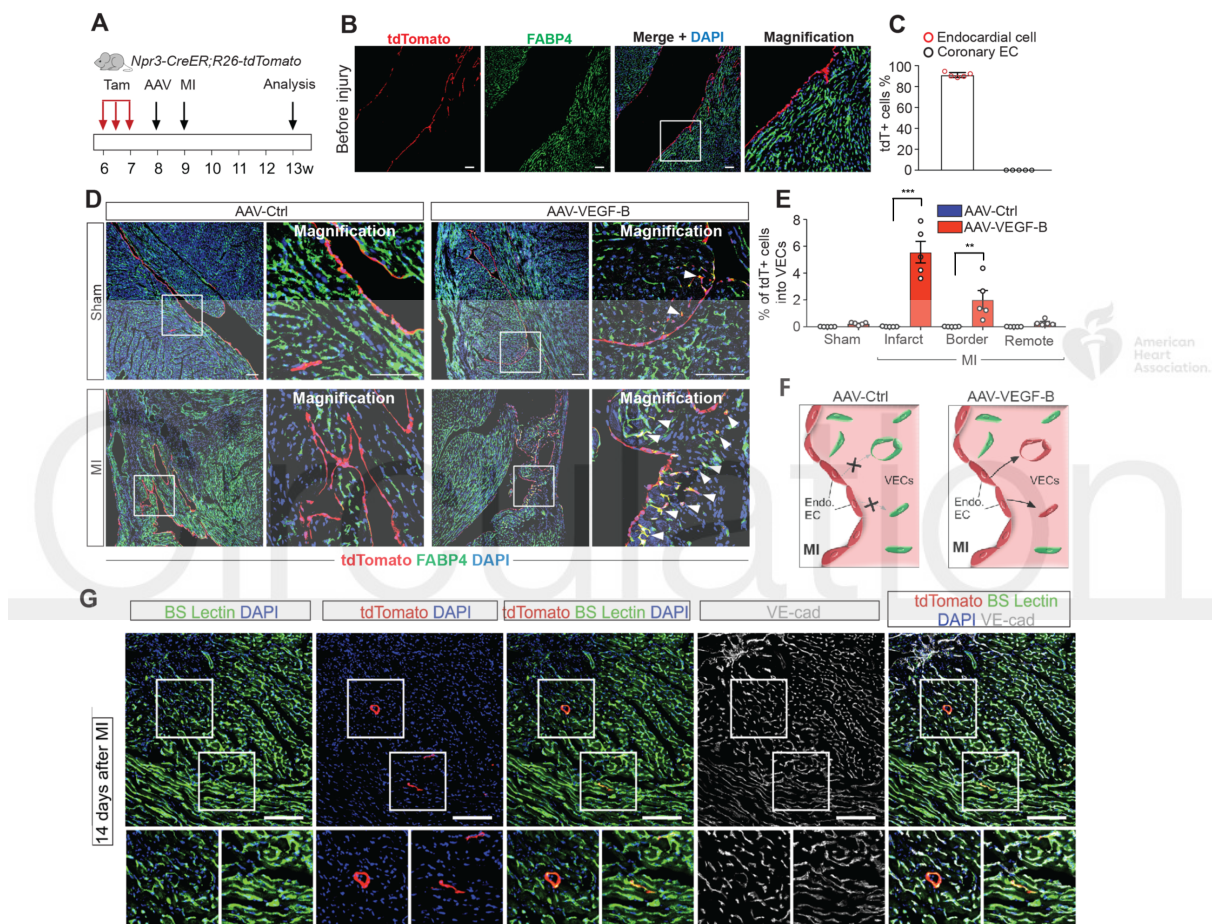 A
Npr3-CreER;R26-tdTomato
Tam AAV MI Analysis
6 7 8 9 10 11 12 13w
B
tdTomato FABP4 Merge + DAPI Magnification
Before injury
C
Endocardial cell
Coronary EC
tdT+ cells %
100
80
60
40
20
0
D
AAV-Ctrl AAV-VEGF-B
Magnification Magnification
Sham
Magnification Magnification
MI
tdTomato FABP4 DAPI
E
AAV-Ctrl
AAV-VEGF-B
*** **
% of tdT+ cells
into VECs
8
6
4
2
0
Sham Infarct Border Remote
MI
American
Heart
Association.
F
AAV-Ctrl AAV-VEGF-B
VECs VECs
Endo.
EC
Endo.
EC
MI MI
Circulation
G
BS Lectin DAPI
tdTomato DAPI
tdTomato BS Lectin DAPI
VE-cad
tdTomato BS Lectin
DAPI VE-cad
14 days after MI